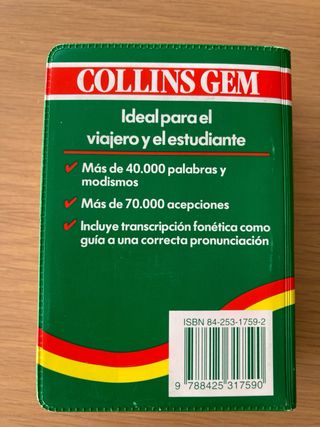 COLLINS GEM
Ideal para el
viajero y el estudiante
Más de 40.000 palabras y
modismos
Más de 70.000 acepciones
Incluye transcripción fonética como
guía a una correcta pronunciación
ISBN 84-253-1759-2
9 788425 317590